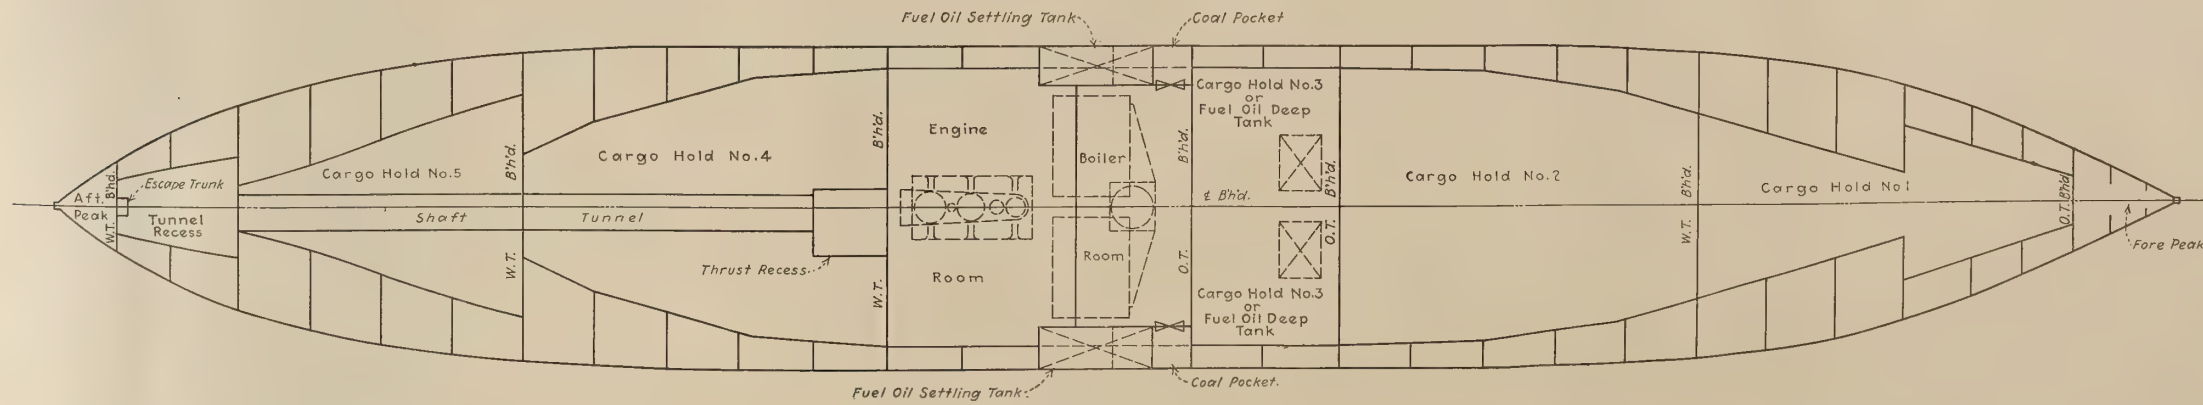 Fuel Oil Settling Tank
Coal Pocket
Cargo Hold No.3
or
Fuel Oil Deep
Tank
B'h'd.
Engine
B'h'd.
B'h'd.
Boiler
Cargo Hold No.4
Cargo Hold No.5
B'h'd.
Cargo Hold No.2
B'h'd.
Cargo Hold No.1
B'hd.
Escape Trunk
Aft.
Peak
W.T.
Tunnel
Recess
Shaft Tunnel
℄ B'hd.
O.T.
W.T.
O.T. B'h'd
Fore Peak
W.T.
Thrust Recess
Room
W.T.
Room
O.T.
Cargo Hold No.3
or
Fuel Oil Deep
Tank
Fuel Oil Settling Tank
Coal Pocket.